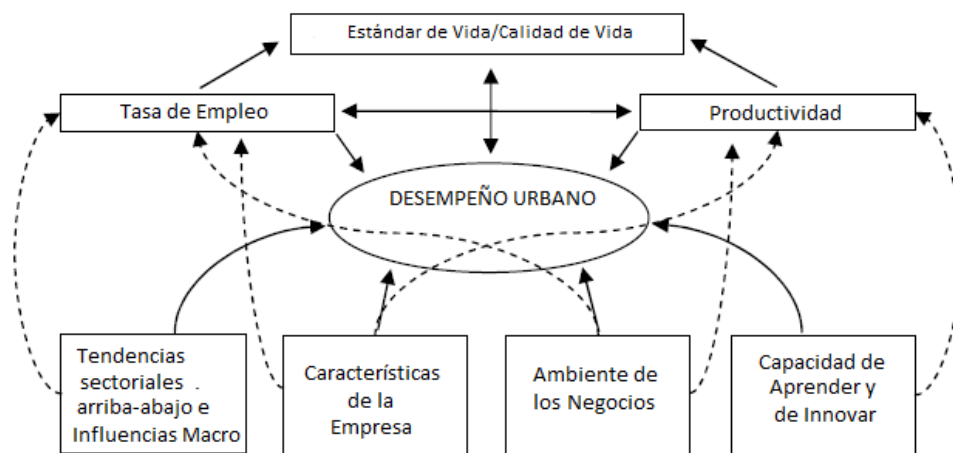 Estándar de Vida/Calidad de Vida
Tasa de Empleo
Productividad
DESEMPEÑO URBANO
Tendencias
sectoriales .
arriba-abajo e
Influencias Macro
Características
de la
Empresa
Ambiente de
los Negocios
Capacidad de
Aprender y
de Innovar